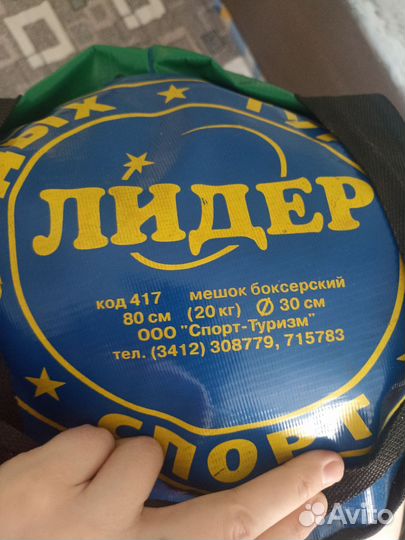 ЛИДЕР
код 417 мешок боксерский
80 см (20 кг) Ø 30 см
ООО "Спорт-Туризм"
тел. (3412) 308779, 715783
СПОРТ
Avito